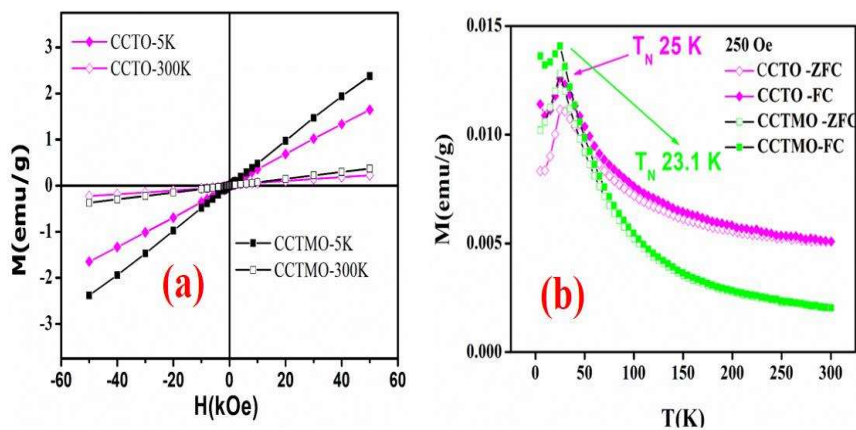 3
2
1
0
-1
-2
-3
M(emu/g)
CCTO-5K
CCTO-300K
CCTMO-5K
CCTMO-300K
(a)
-60 -40 -20 0 20 40 60
H(kOe)
0.015
0.010
0.005
0.000
M(emu/g)
250 Oe
T_N 25 K
CCTO -ZFC
CCTO -FC
CCTMO -ZFC
CCTMO-FC
T_N 23.1 K
(b)
0 50 100 150 200 250 300
T(K)